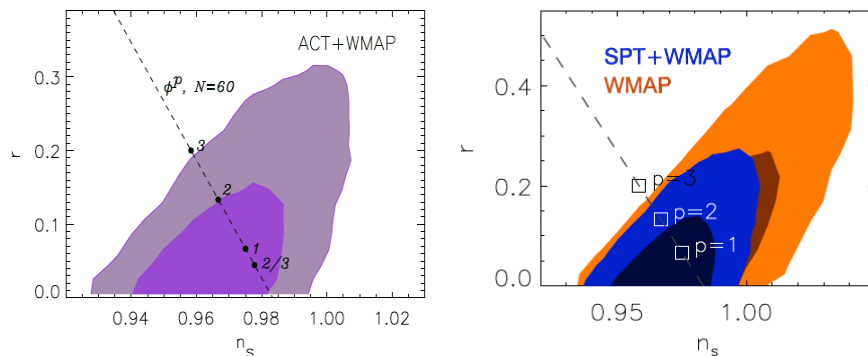 ACT+WMAP
ϕᵖ, N=60
3
2
1
2/3
r
0.3
0.2
0.1
0.0
0.94 0.96 0.98 1.00 1.02
n_s
SPT+WMAP
WMAP
p=3
p=2
p=1
r
0.4
0.2
0.0
0.95 1.00
n_s